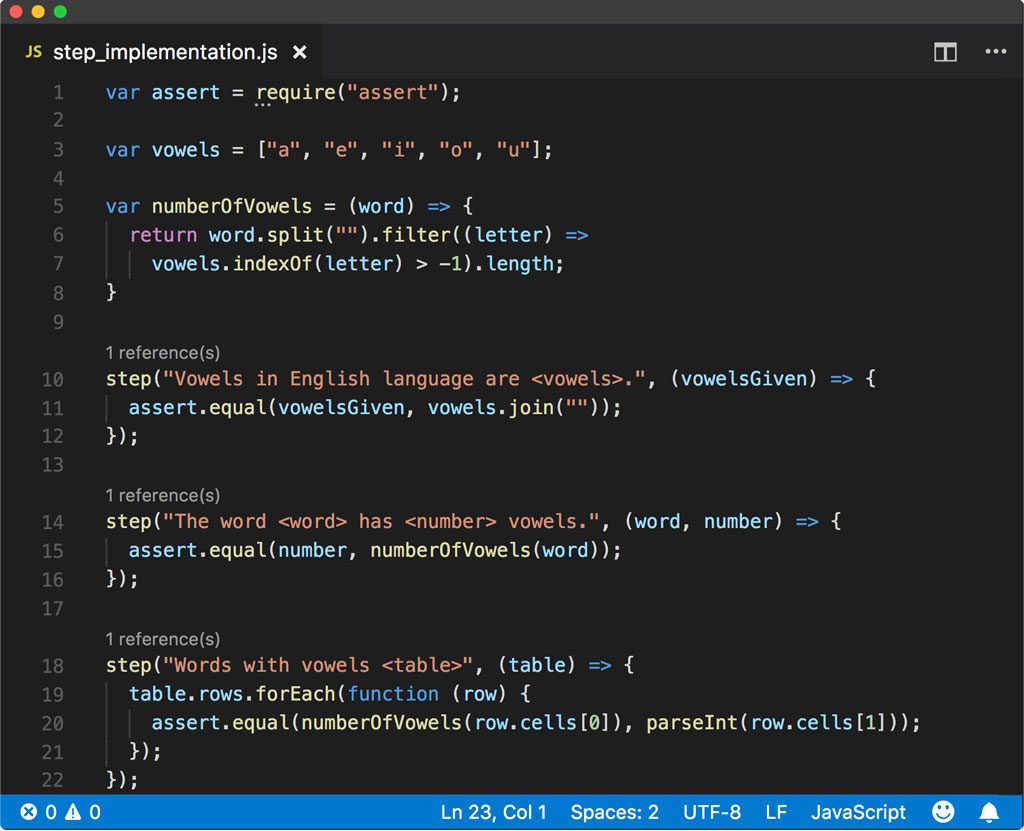 JS step_implementation.js ×
1 var assert = require("assert");
2
3 var vowels = ["a", "e", "i", "o", "u"];
4
5 var numberOfVowels = (word) => {
6   return word.split("").filter((letter) =>
7     vowels.indexOf(letter) > -1).length;
8 }
9
1 reference(s)
10 step("Vowels in English language are <vowels>.", (vowelsGiven) => {
11   assert.equal(vowelsGiven, vowels.join(""));
12 });
13
1 reference(s)
14 step("The word <word> has <number> vowels.", (word, number) => {
15   assert.equal(number, numberOfVowels(word));
16 });
17
1 reference(s)
18 step("Words with vowels <table>", (table) => {
19   table.rows.forEach(function (row) {
20     assert.equal(numberOfVowels(row.cells[0]), parseInt(row.cells[1]));
21   });
22 });
0 0 Ln 23, Col 1 Spaces: 2 UTF-8 LF JavaScript